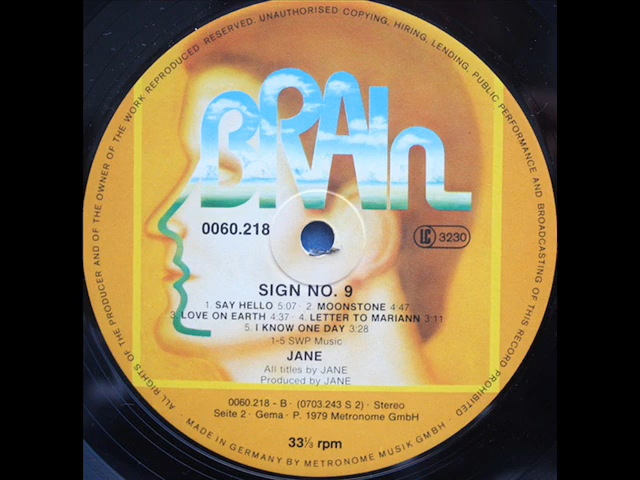 ALL RIGHTS OF THE PRODUCER AND OF THE OWNER OF THE WORK REPRODUCED RESERVED. UNAUTHORISED COPYING, HIRING, LENDING, PUBLIC PERFORMANCE AND BROADCASTING OF THIS RECORD PROHIBITED
BRAIN
0060.218
LC 3230
SIGN NO. 9
1. SAY HELLO 5:07 · 2. MOONSTONE 4:47
3. LOVE ON EARTH 4:37 · 4. LETTER TO MARIANN 3:11
5. I KNOW ONE DAY 3:28
1-5 SWP Music
JANE
All titles by JANE
Produced by JANE
0060.218 - B · (0703.243 S 2) · Stereo
Seite 2 · Gema · P. 1979 Metronome GmbH
33⅓ rpm
· MADE IN GERMANY BY METRONOME MUSIK GMBH ·